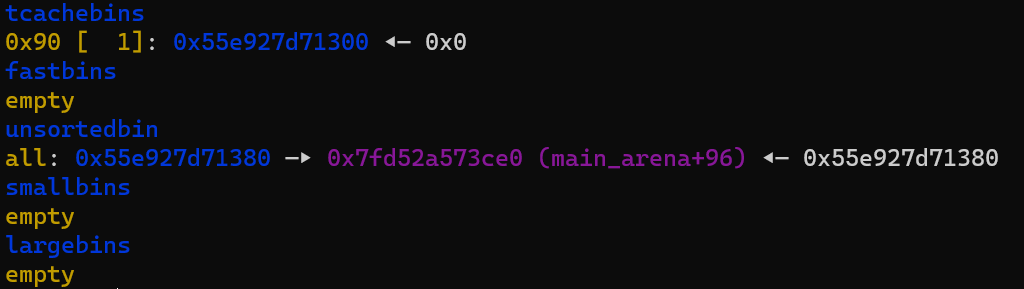 tcachebins
0x90 [  1]: 0x55e927d71300 ◂— 0x0
fastbins
empty
unsortedbin
all: 0x55e927d71380 —▸ 0x7fd52a573ce0 (main_arena+96) ◂— 0x55e927d71380
smallbins
empty
largebins
empty